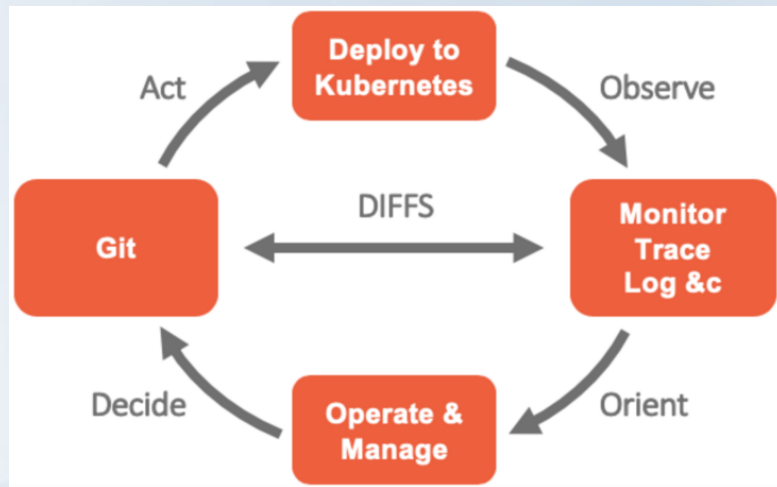 Deploy to
Kubernetes
Act
Observe
DIFFS
Git
Monitor
Trace
Log &c
Decide
Orient
Operate &
Manage